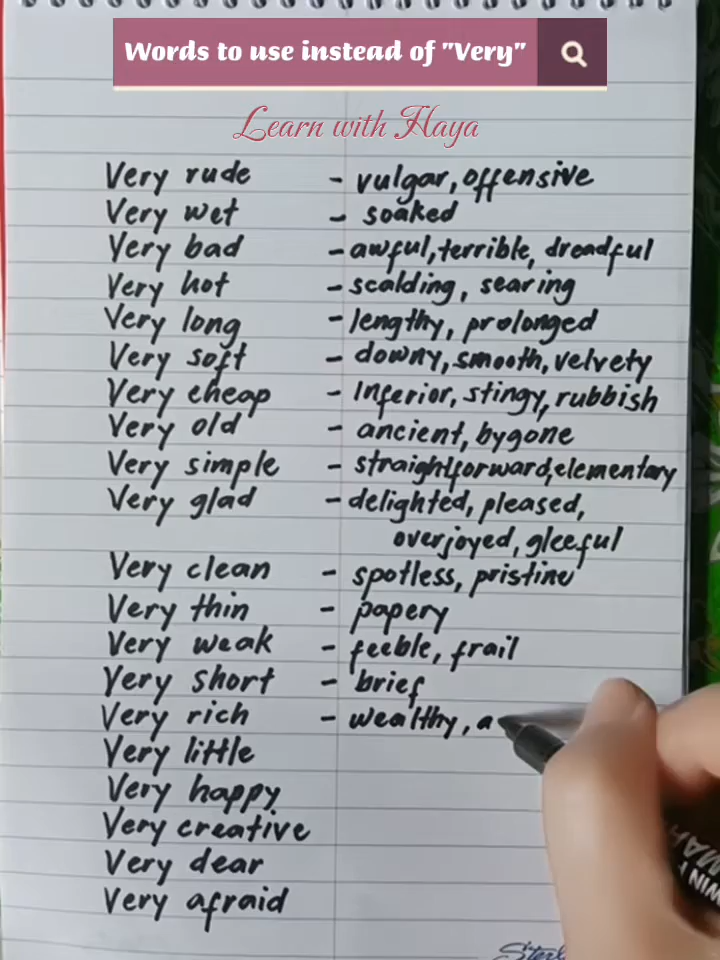 Words to use instead of "Very"
Learn with Haya
Very rude - vulgar, offensive
Very wet - soaked
Very bad - awful, terrible, dreadful
Very hot - scalding, searing
Very long - lengthy, prolonged
Very soft - downy, smooth, velvety
Very cheap - Inferior, stingy, rubbish
Very old - ancient, bygone
Very simple - straightforward, elementary
Very glad - delighted, pleased,
overjoyed, gleeful
Very clean - spotless, pristine
Very thin - papery
Very weak - feeble, frail
Very short - brief
Very rich - wealthy, a
Very little
Very happy
Very creative
Very dear
Very afraid